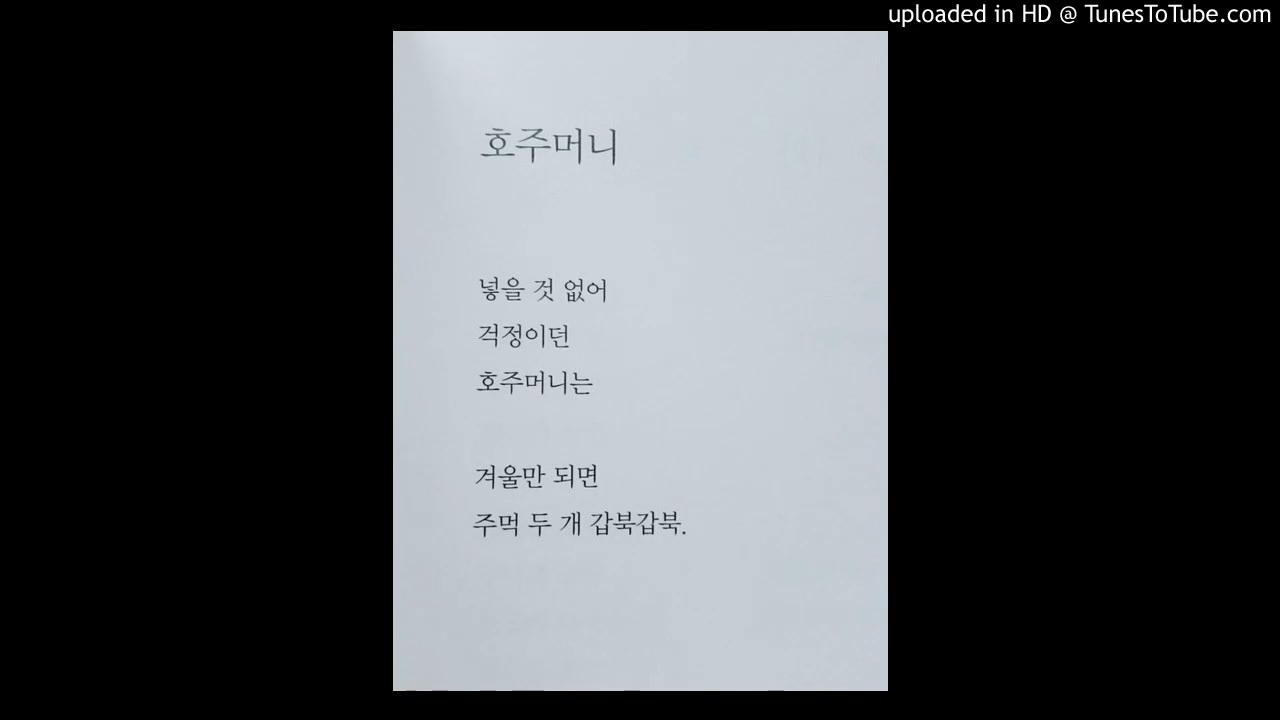 uploaded in HD @ TunesToTube.com
호주머니
넣을 것 없어
걱정이던
호주머니는
겨울만 되면
주먹 두 개 갑북갑북.